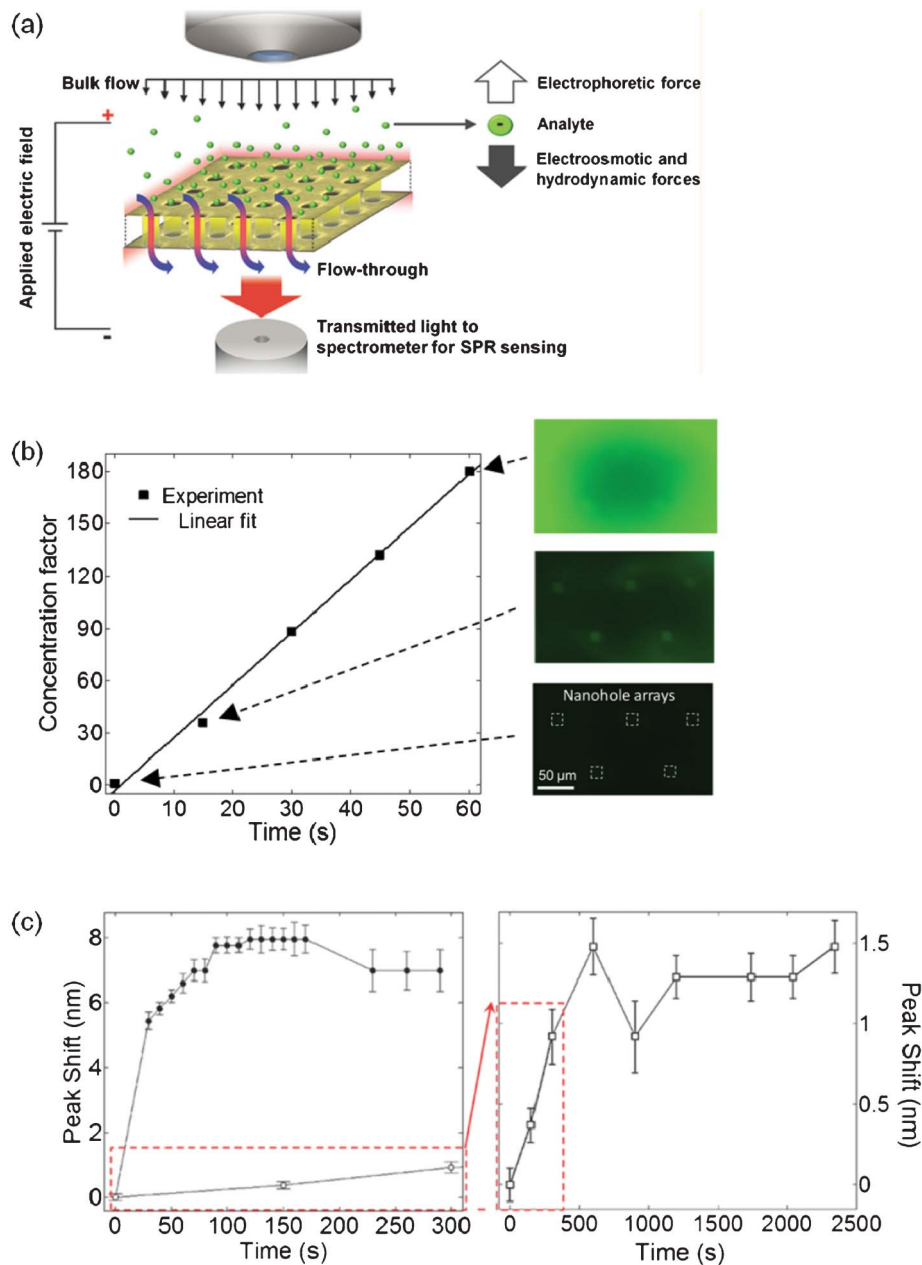 (a)
Bulk flow
+
-
Applied electric field
Electrophoretic force
-
Analyte
Electroosmotic and
hydrodynamic forces
Flow-through
Transmitted light to
spectrometer for SPR sensing
(b)
Concentration factor
180
150
120
90
60
30
0
Experiment
Linear fit
0 10 20 30 40 50 60
Time (s)
Nanohole arrays
50 μm
(c)
Peak Shift (nm)
8
6
4
2
0
0 50 100 150 200 250 300
Time (s)
1.5
1
0.5
0
Peak Shift (nm)
0 500 1000 1500 2000 2500
Time (s)